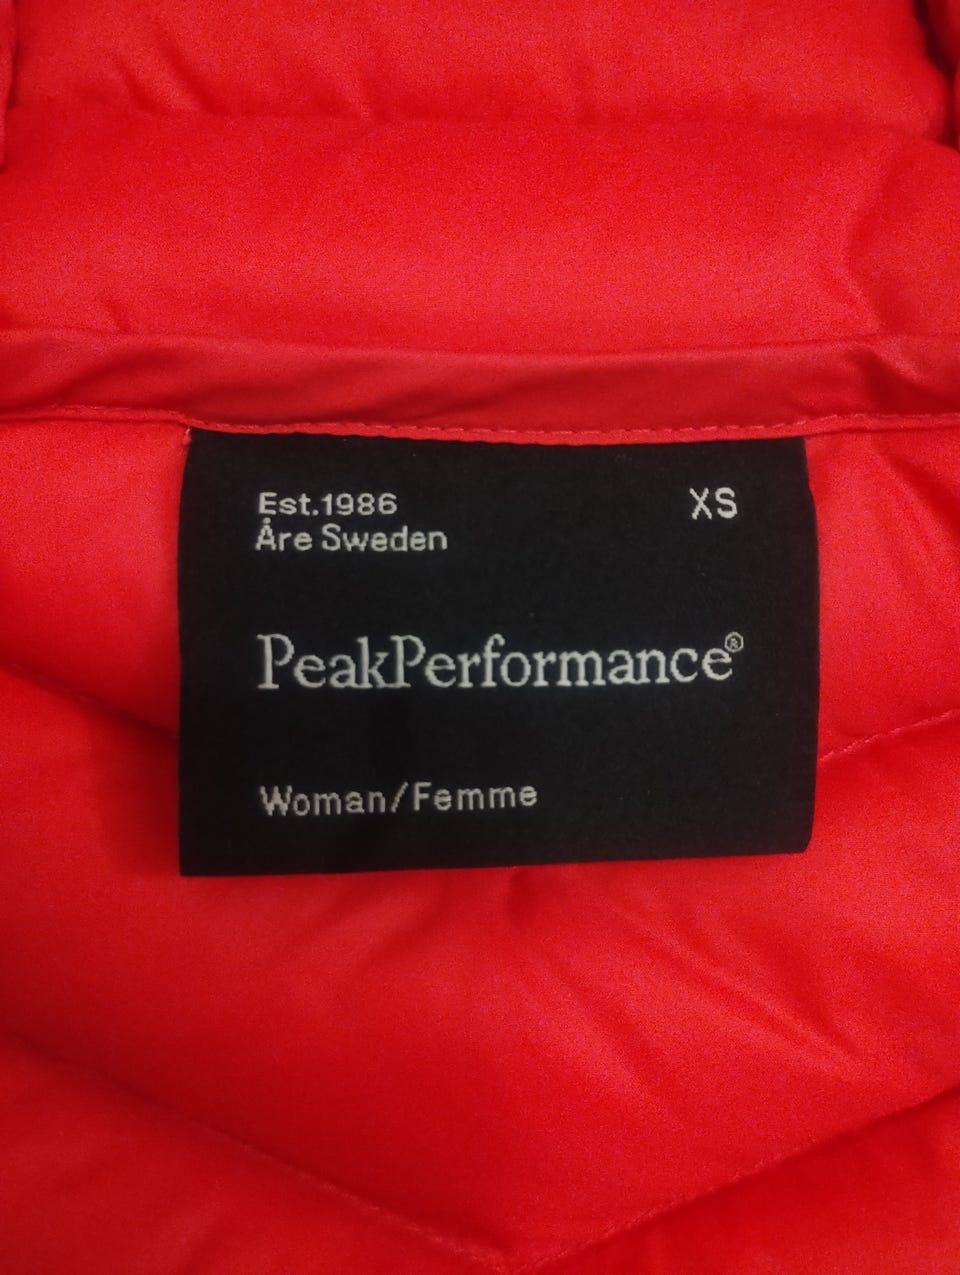 Est.1986
XS
Åre Sweden
PeakPerformance®
Woman/Femme